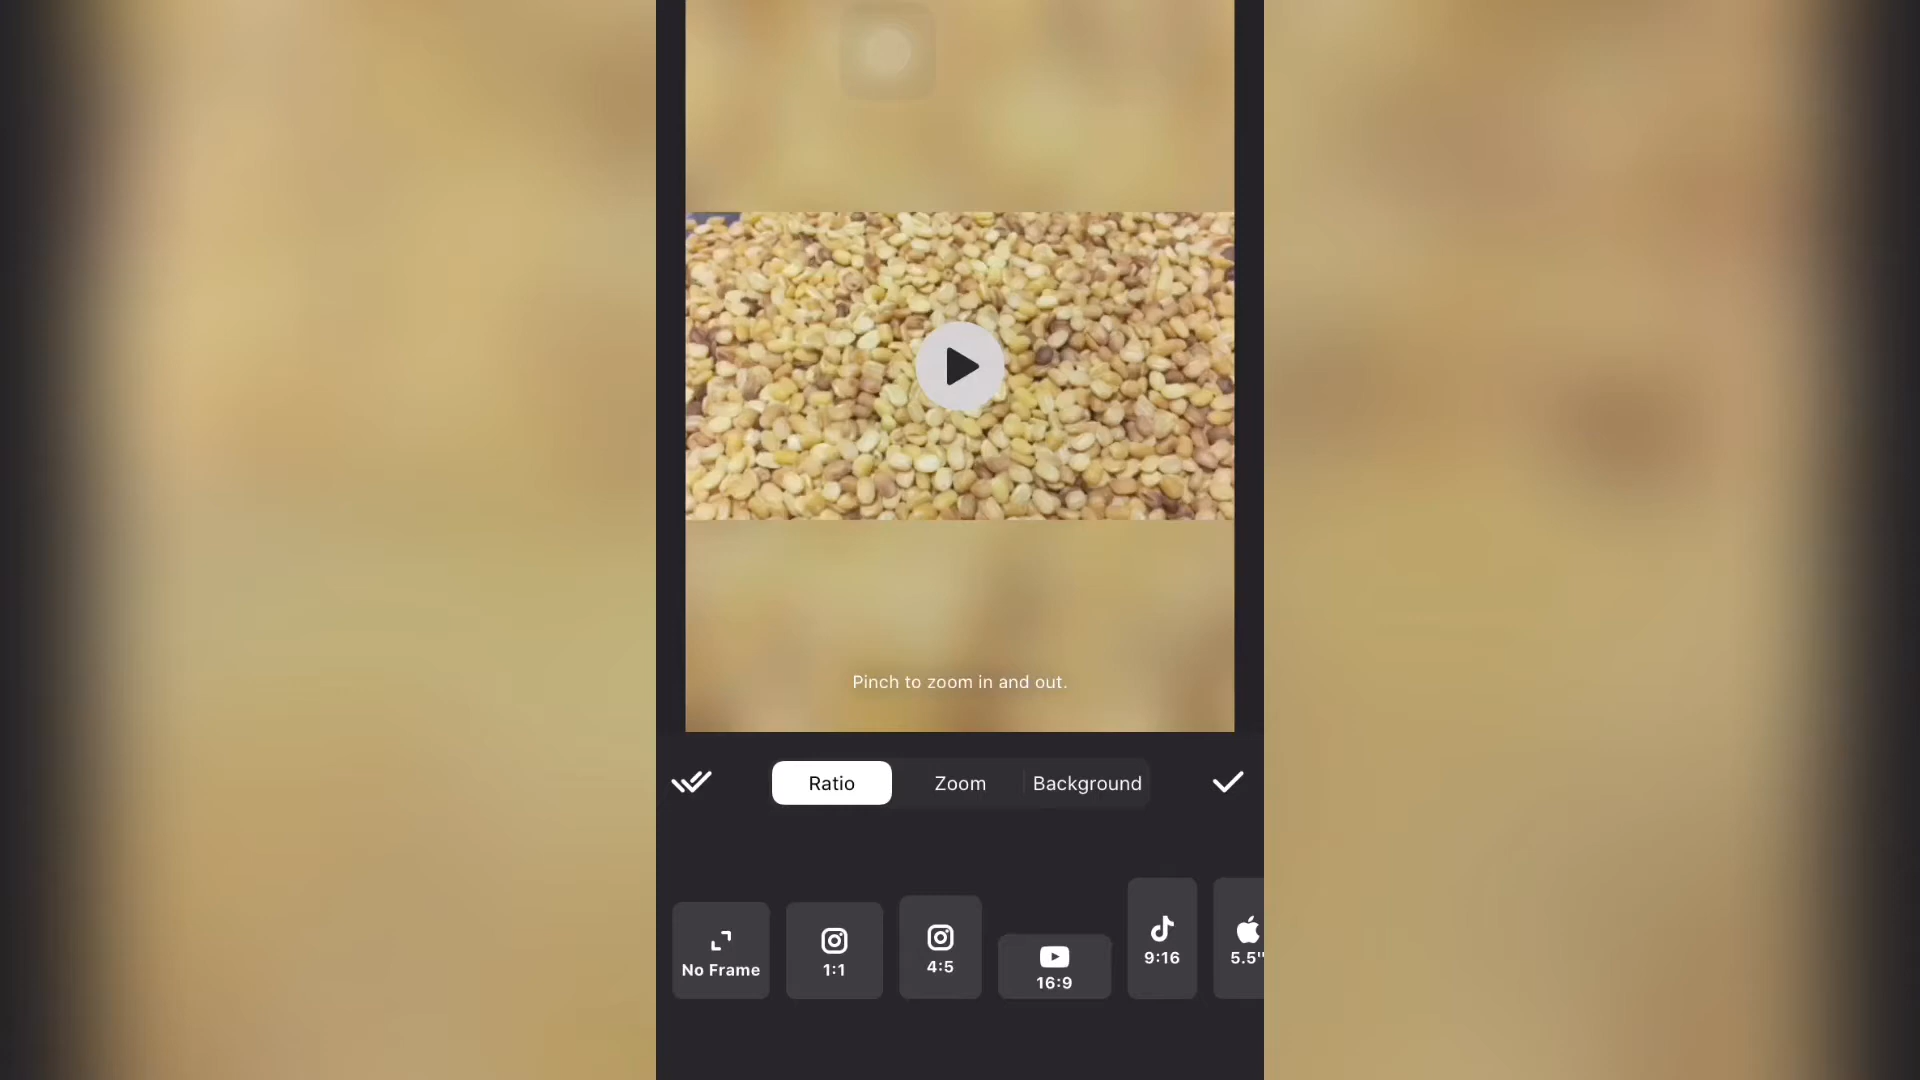 Pinch to zoom in and out.
Ratio
Zoom
Background
No Frame
1:1
4:5
16:9
9:16
5.5"